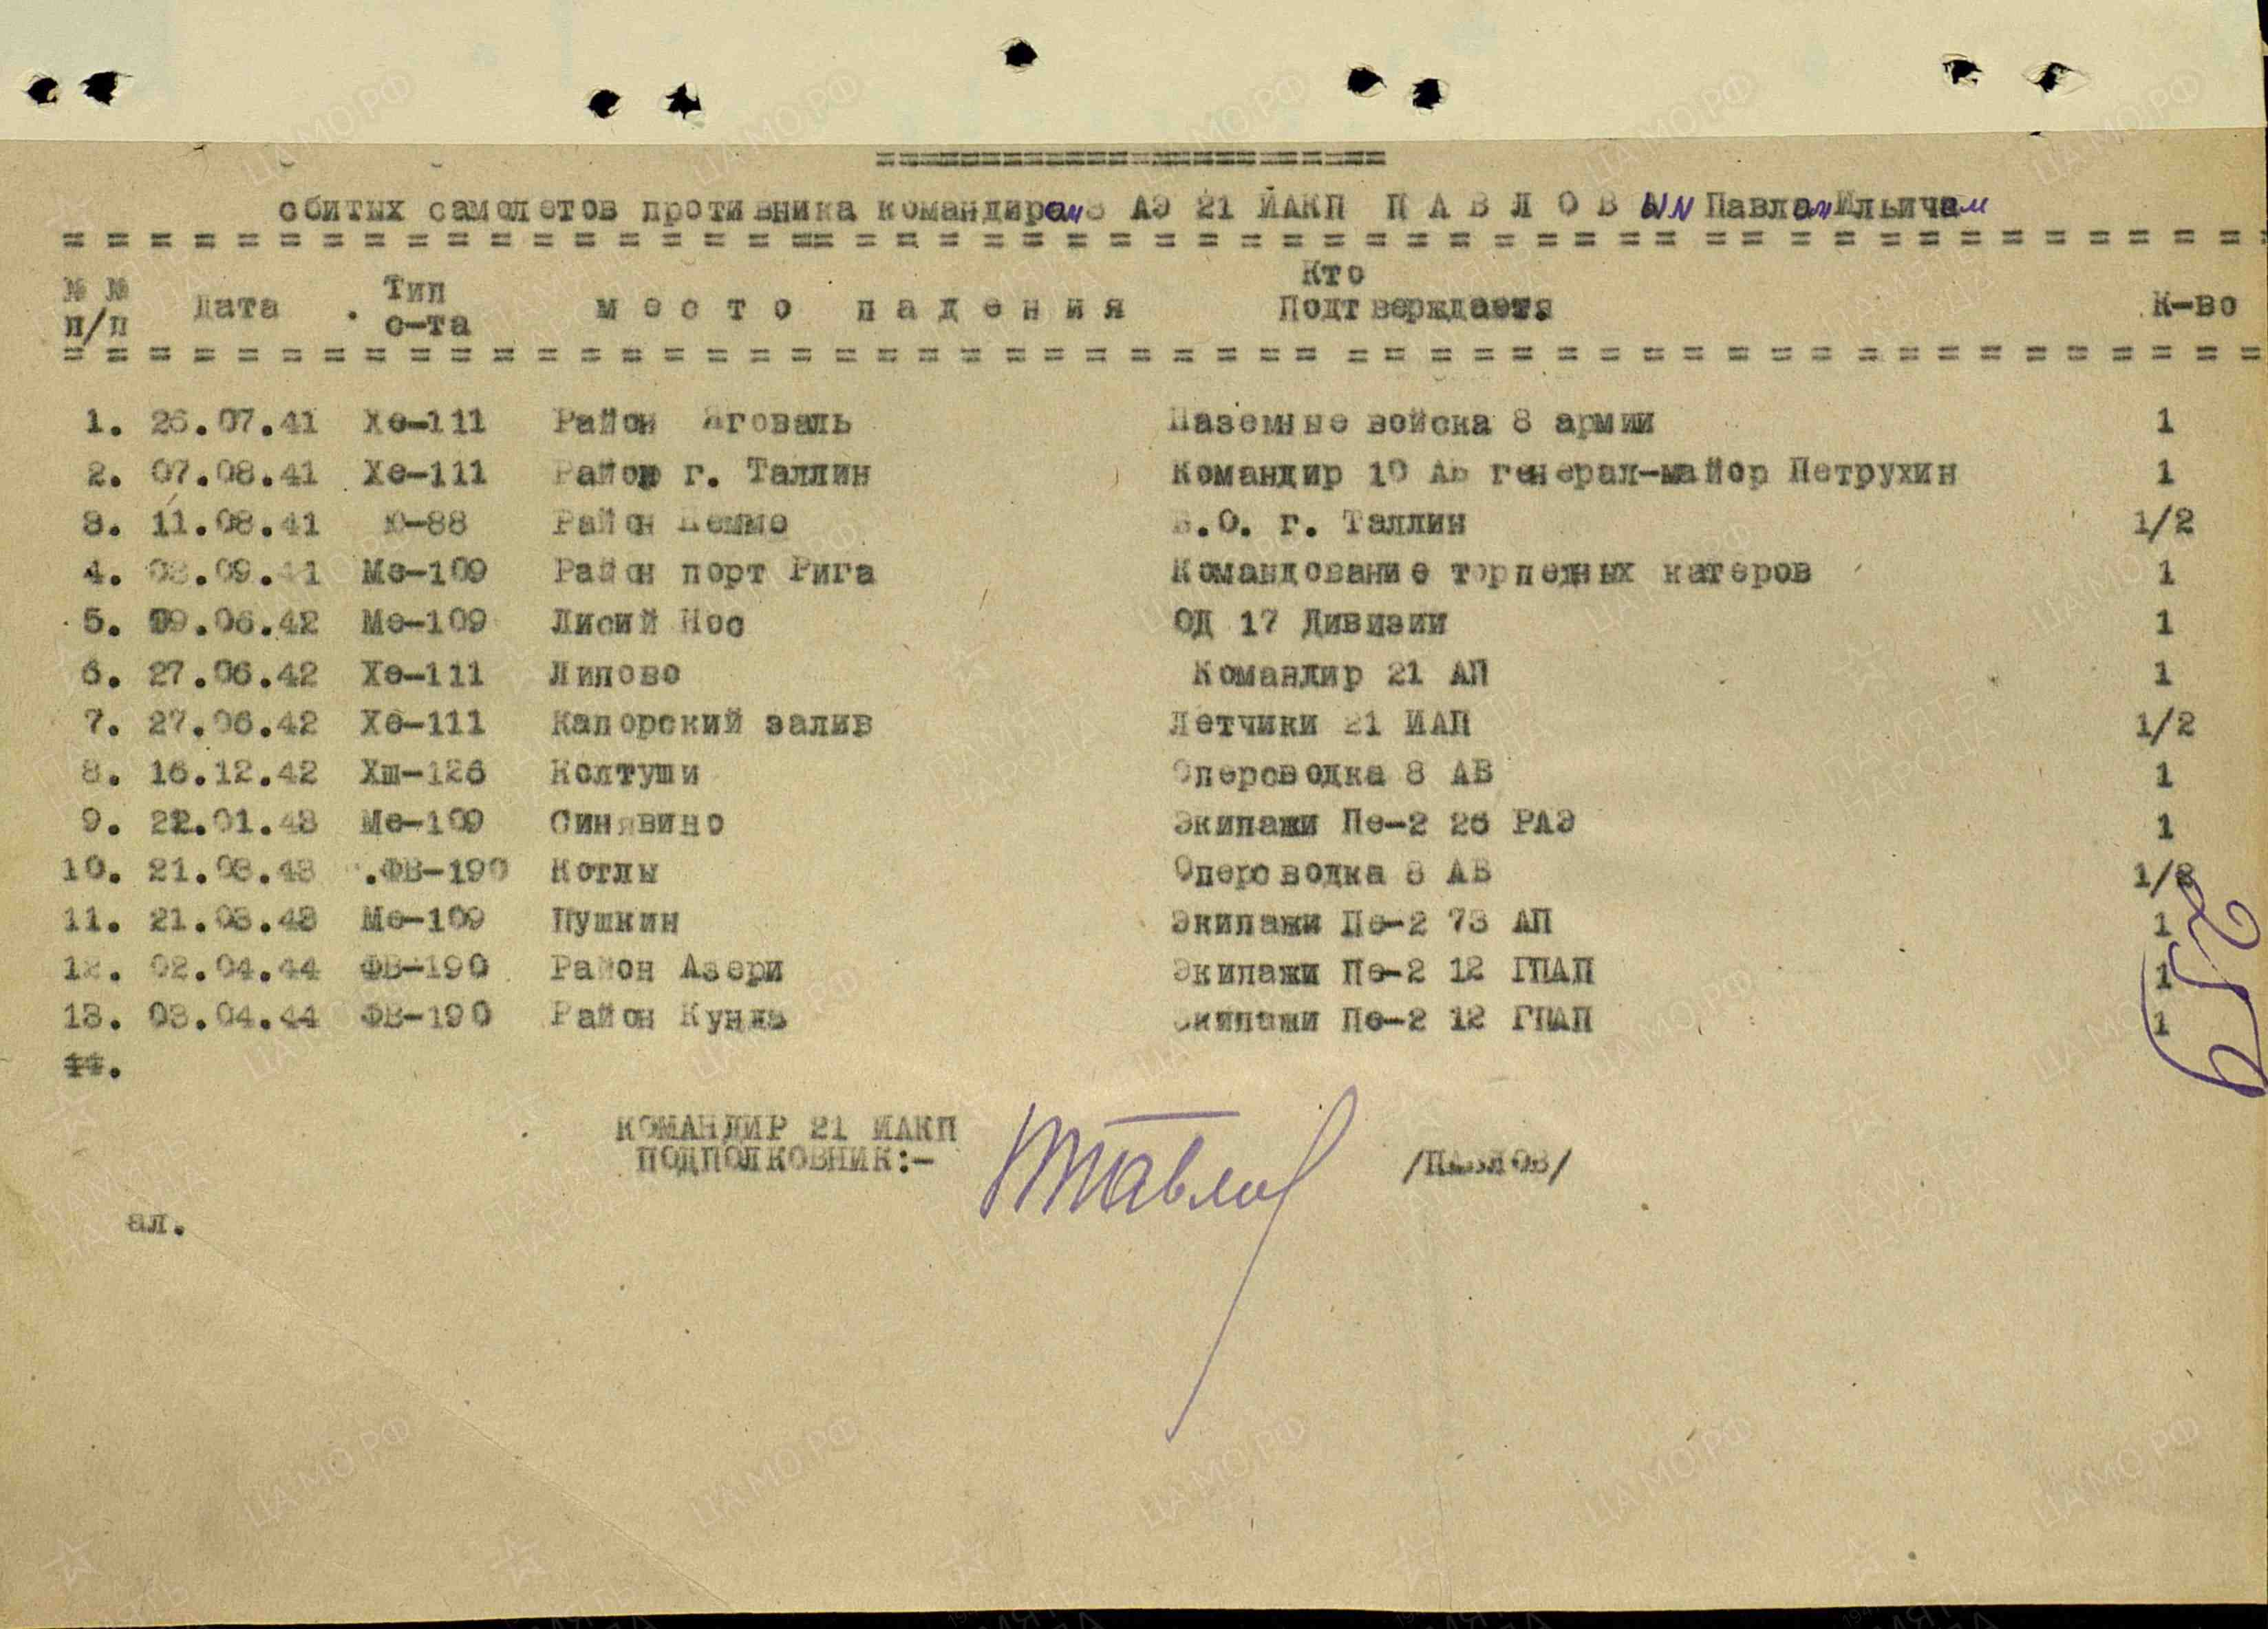 ========================
сбитых самолетов противника командиром 3 АЭ 21 ИАКП П А В Л О В ЫМ Павлом Ильичам
№ № п/п Дата Тип с-та м е с т о п а д е н и я Кто Подтверждает К-во
1. 26.07.41 Хе-111 Район Ягеваль Наземные войска 8 армии 1
2. 07.08.41 Хе-111 Район г. Таллин Командир 10 АБ генерал-майор Петрухин 1
3. 11.08.41 Ю-88 Район .О. г. Таллин 1/2
4. 03.09.41 Ме-109 Район порт Рига Командование торпедных катеров 1
5. 09.06.42 Ме-109 Лисий Нос ОД 17 Дивизии 1
6. 27.06.42 Хе-111 Липово Командир 21 АП 1
7. 27.06.42 Хе-111 Капорский залив Летчики 21 ИАП 1/2
8. 16.12.42 Хш-126 Колтуши Оперсводка 8 АБ 1
9. 22.01.43 Ме-109 Синявино Экипажи Пе-2 26 РАЭ 1
10. 21.03.43 .ФВ-190 Котлы Оперсводка 8 АБ 1/2
11. 21.03.43 Ме-109 Пушкин Экипажи Пе-2 73 АП 1
12. 02.04.44 ФВ-190 Район Азери Экипажи Пе-2 12 ГПАП 1
13. 03.04.44 ФВ-190 Район Кунда Экипажи Пе-2 12 ГПАП 1
14.
КОМАНДИР 21 ИАКП
ПОДПОЛКОВНИК:- ППавлов /ПАВЛОВ/
ал.
ЦА МО РФ